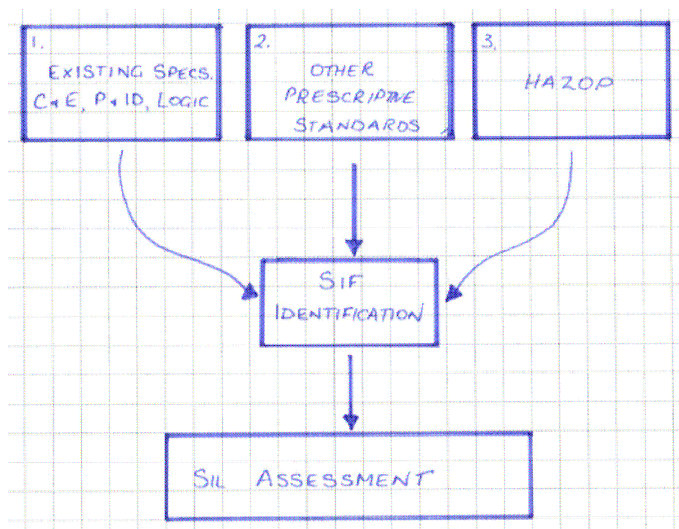 1.
EXISTING SPECS.
C&E, P&ID, LOGIC
2.
OTHER
PRESCRIPTIVE
STANDARDS
3.
HAZOP
SIF
IDENTIFICATION
SIL ASSESSMENT